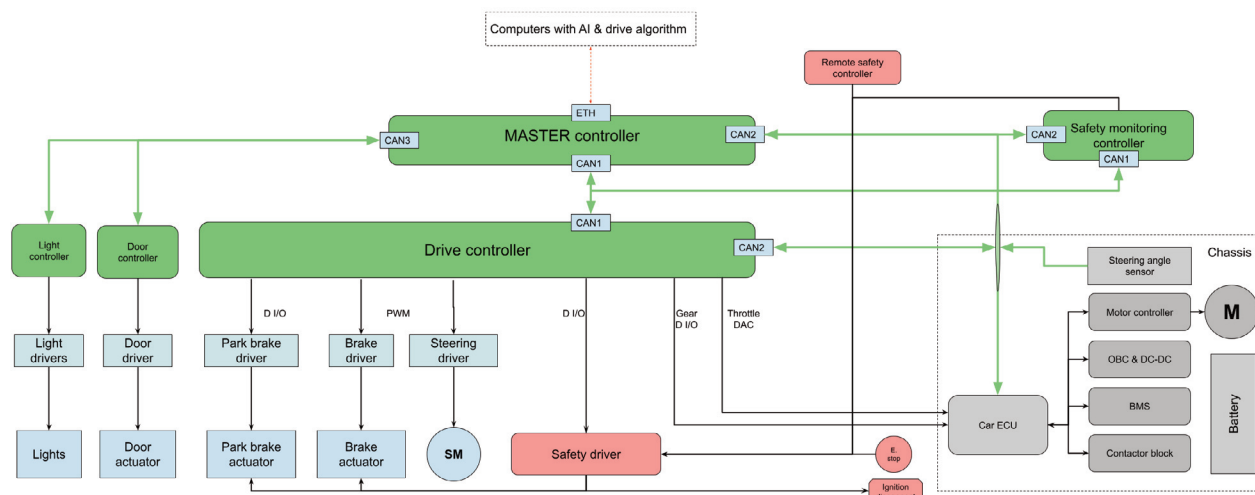 Computers with AI & drive algorithm
Remote safety
controller
ETH
MASTER controller
CAN3
CAN2
CAN1
CAN2
Safety monitoring
controller
CAN1
CAN1
Drive controller
CAN2
Light
controller
Door
controller
Chassis
Steering angle
sensor
D I/O
PWM
D I/O
Gear
D I/O
Throttle
DAC
Motor controller
M
Light
drivers
Door
driver
Park brake
driver
Brake
driver
Steering
driver
OBC & DC-DC
Battery
BMS
Car ECU
Lights
Door
actuator
Park brake
actuator
Brake
actuator
SM
Safety driver
E.
stop
Contactor block
Ignition